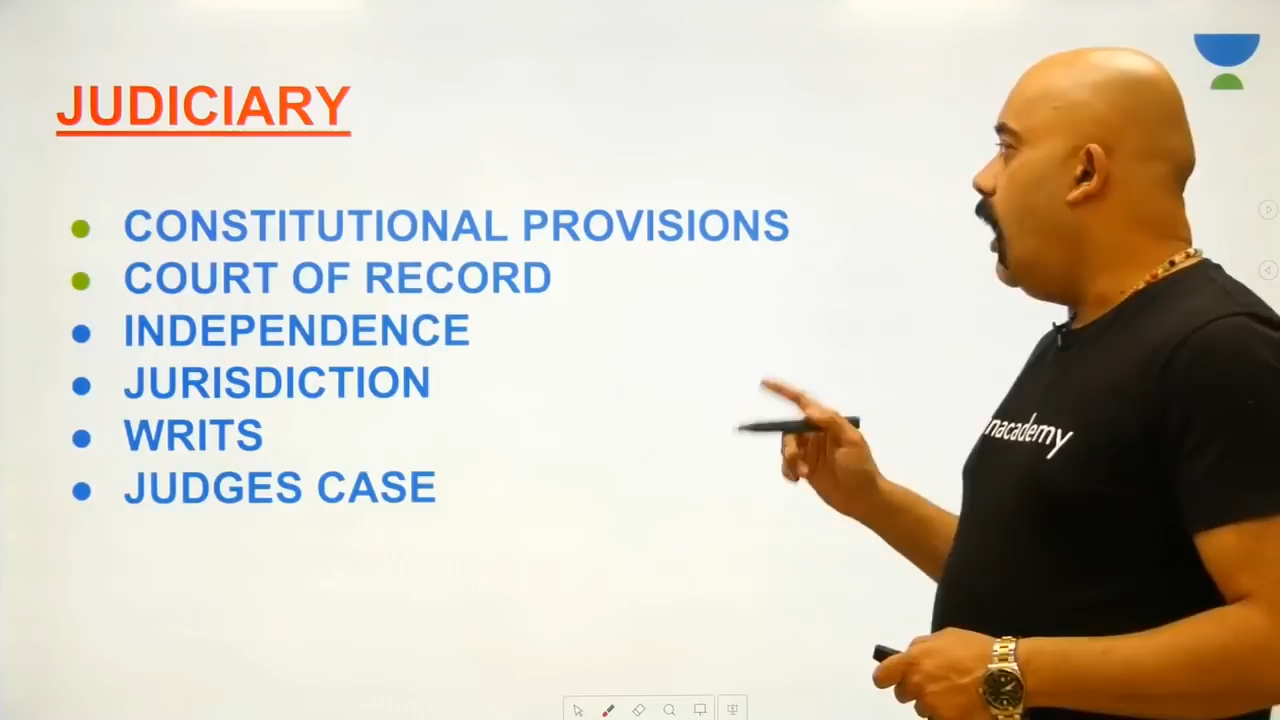 JUDICIARY
CONSTITUTIONAL PROVISIONS
COURT OF RECORD
INDEPENDENCE
JURISDICTION
WRITS
JUDGES CASE
nacademy